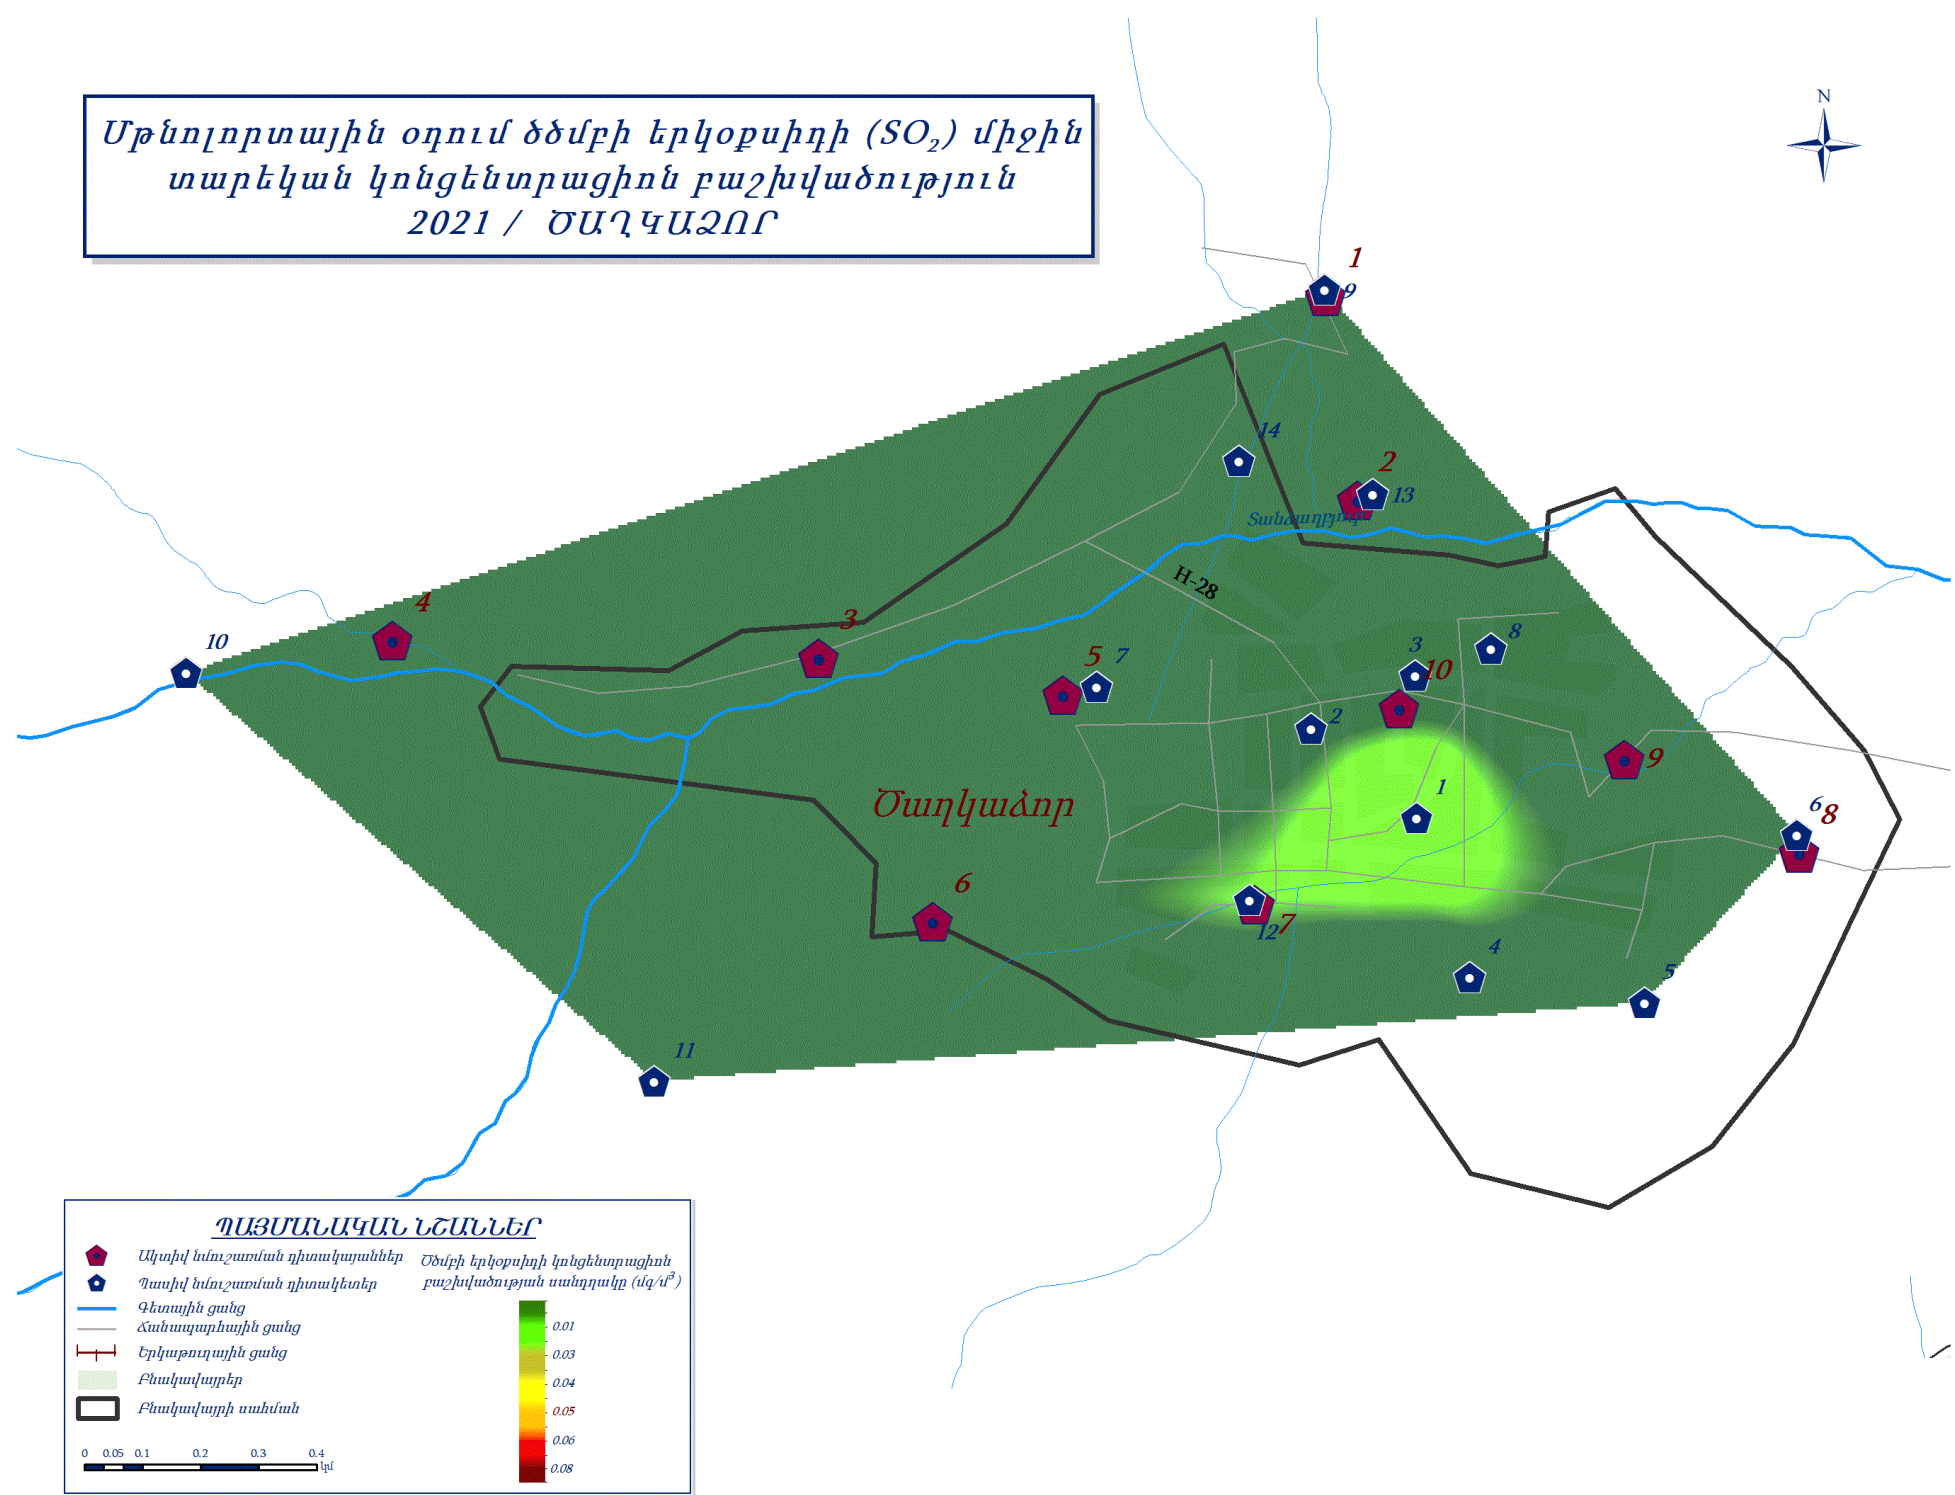 Մթնոլորտային օդում ծծմբի երկօքսիդի (SO₂) միջին
տարեկան կոնցենտրացիոն բաշխվածություն
2021 / ԾԱՂԿԱՁՈՐ
N
1
9
14
2
13
Տանձաղբյուր
H-28
4
10
3
5
7
3
10
8
2
9
1
6
8
Ծաղկաձոր
6
12
7
4
5
11
ՊԱՅՄԱՆԱԿԱՆ ՆՇԱՆՆԵՐ
Ակտիվ նմուշառման դիտակայաններ
Պասիվ նմուշառման դիտակետեր
Գետային ցանց
Ճանապարհային ցանց
Երկաթուղային ցանց
Բնակավայրեր
Բնակավայրի սահման
0 0.05 0.1 0.2 0.3 0.4
կմ
Ծծմբի երկօքսիդի կոնցենտրացիոն
բաշխվածության սանդղակը (մգ/մ³)
0.01
0.03
0.04
0.05
0.06
0.08